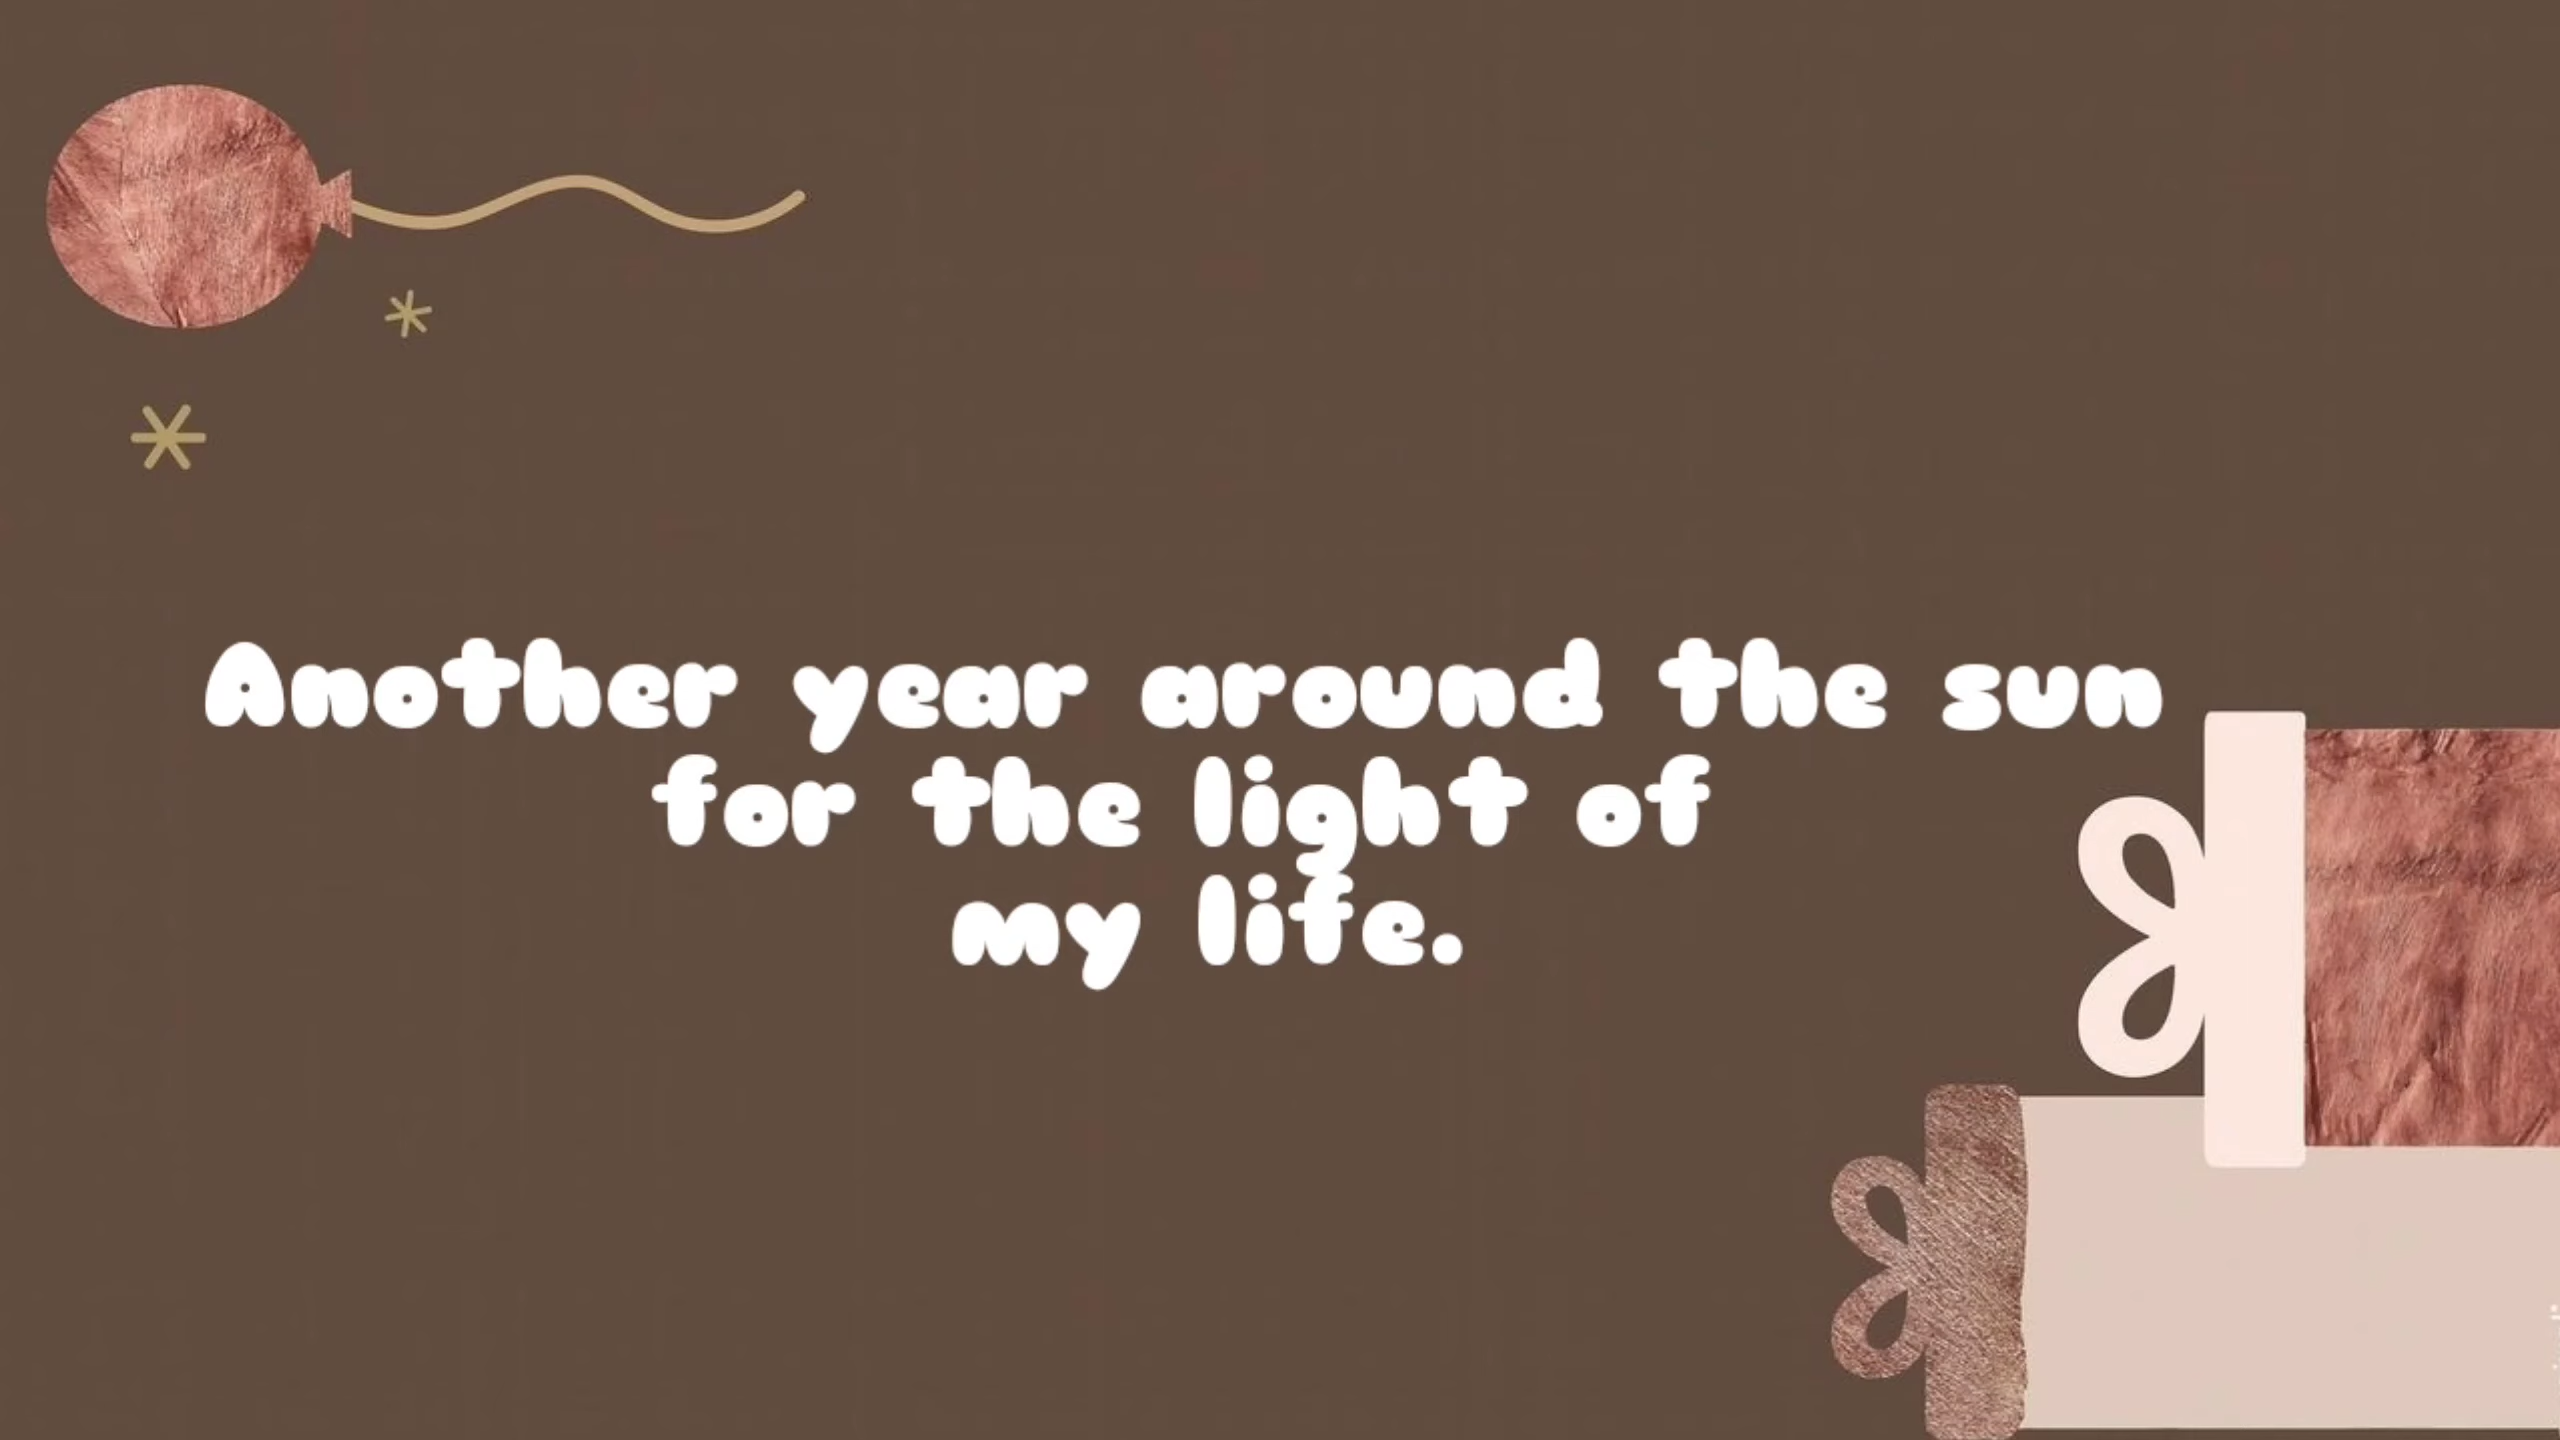 Another year around the sun
for the light of
my life.